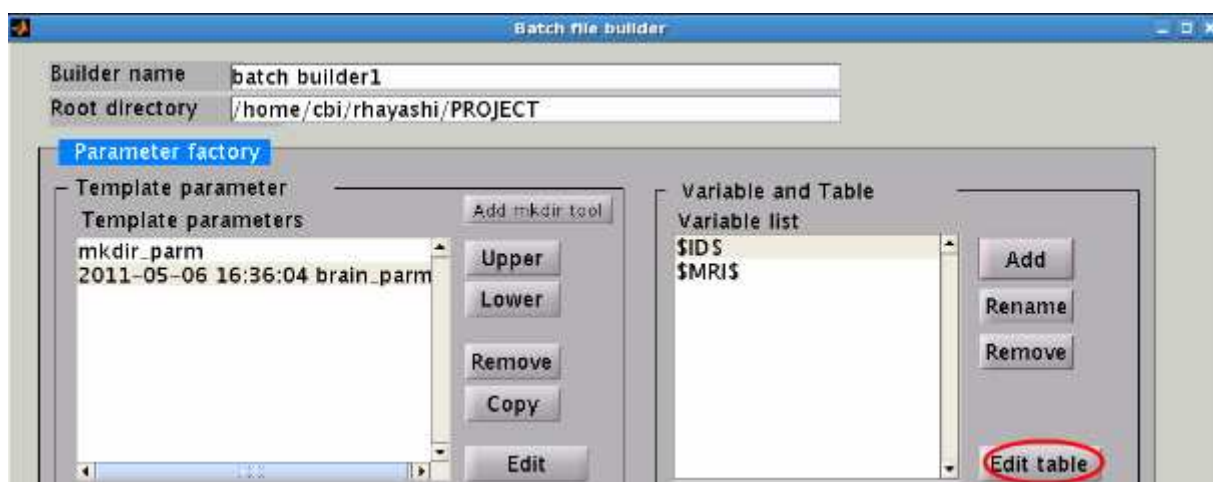 Batch file builder
Builder name batch builder1
Root directory /home/cbi/rhayashi/PROJECT
Parameter factory
Template parameter
Template parameters
Add mkdir tool
mkdir_parm
2011-05-06 16:36:04 brain_parm
Upper
Lower
Remove
Copy
Edit
Variable and Table
Variable list
$ID$
$MRI$
Add
Rename
Remove
Edit table